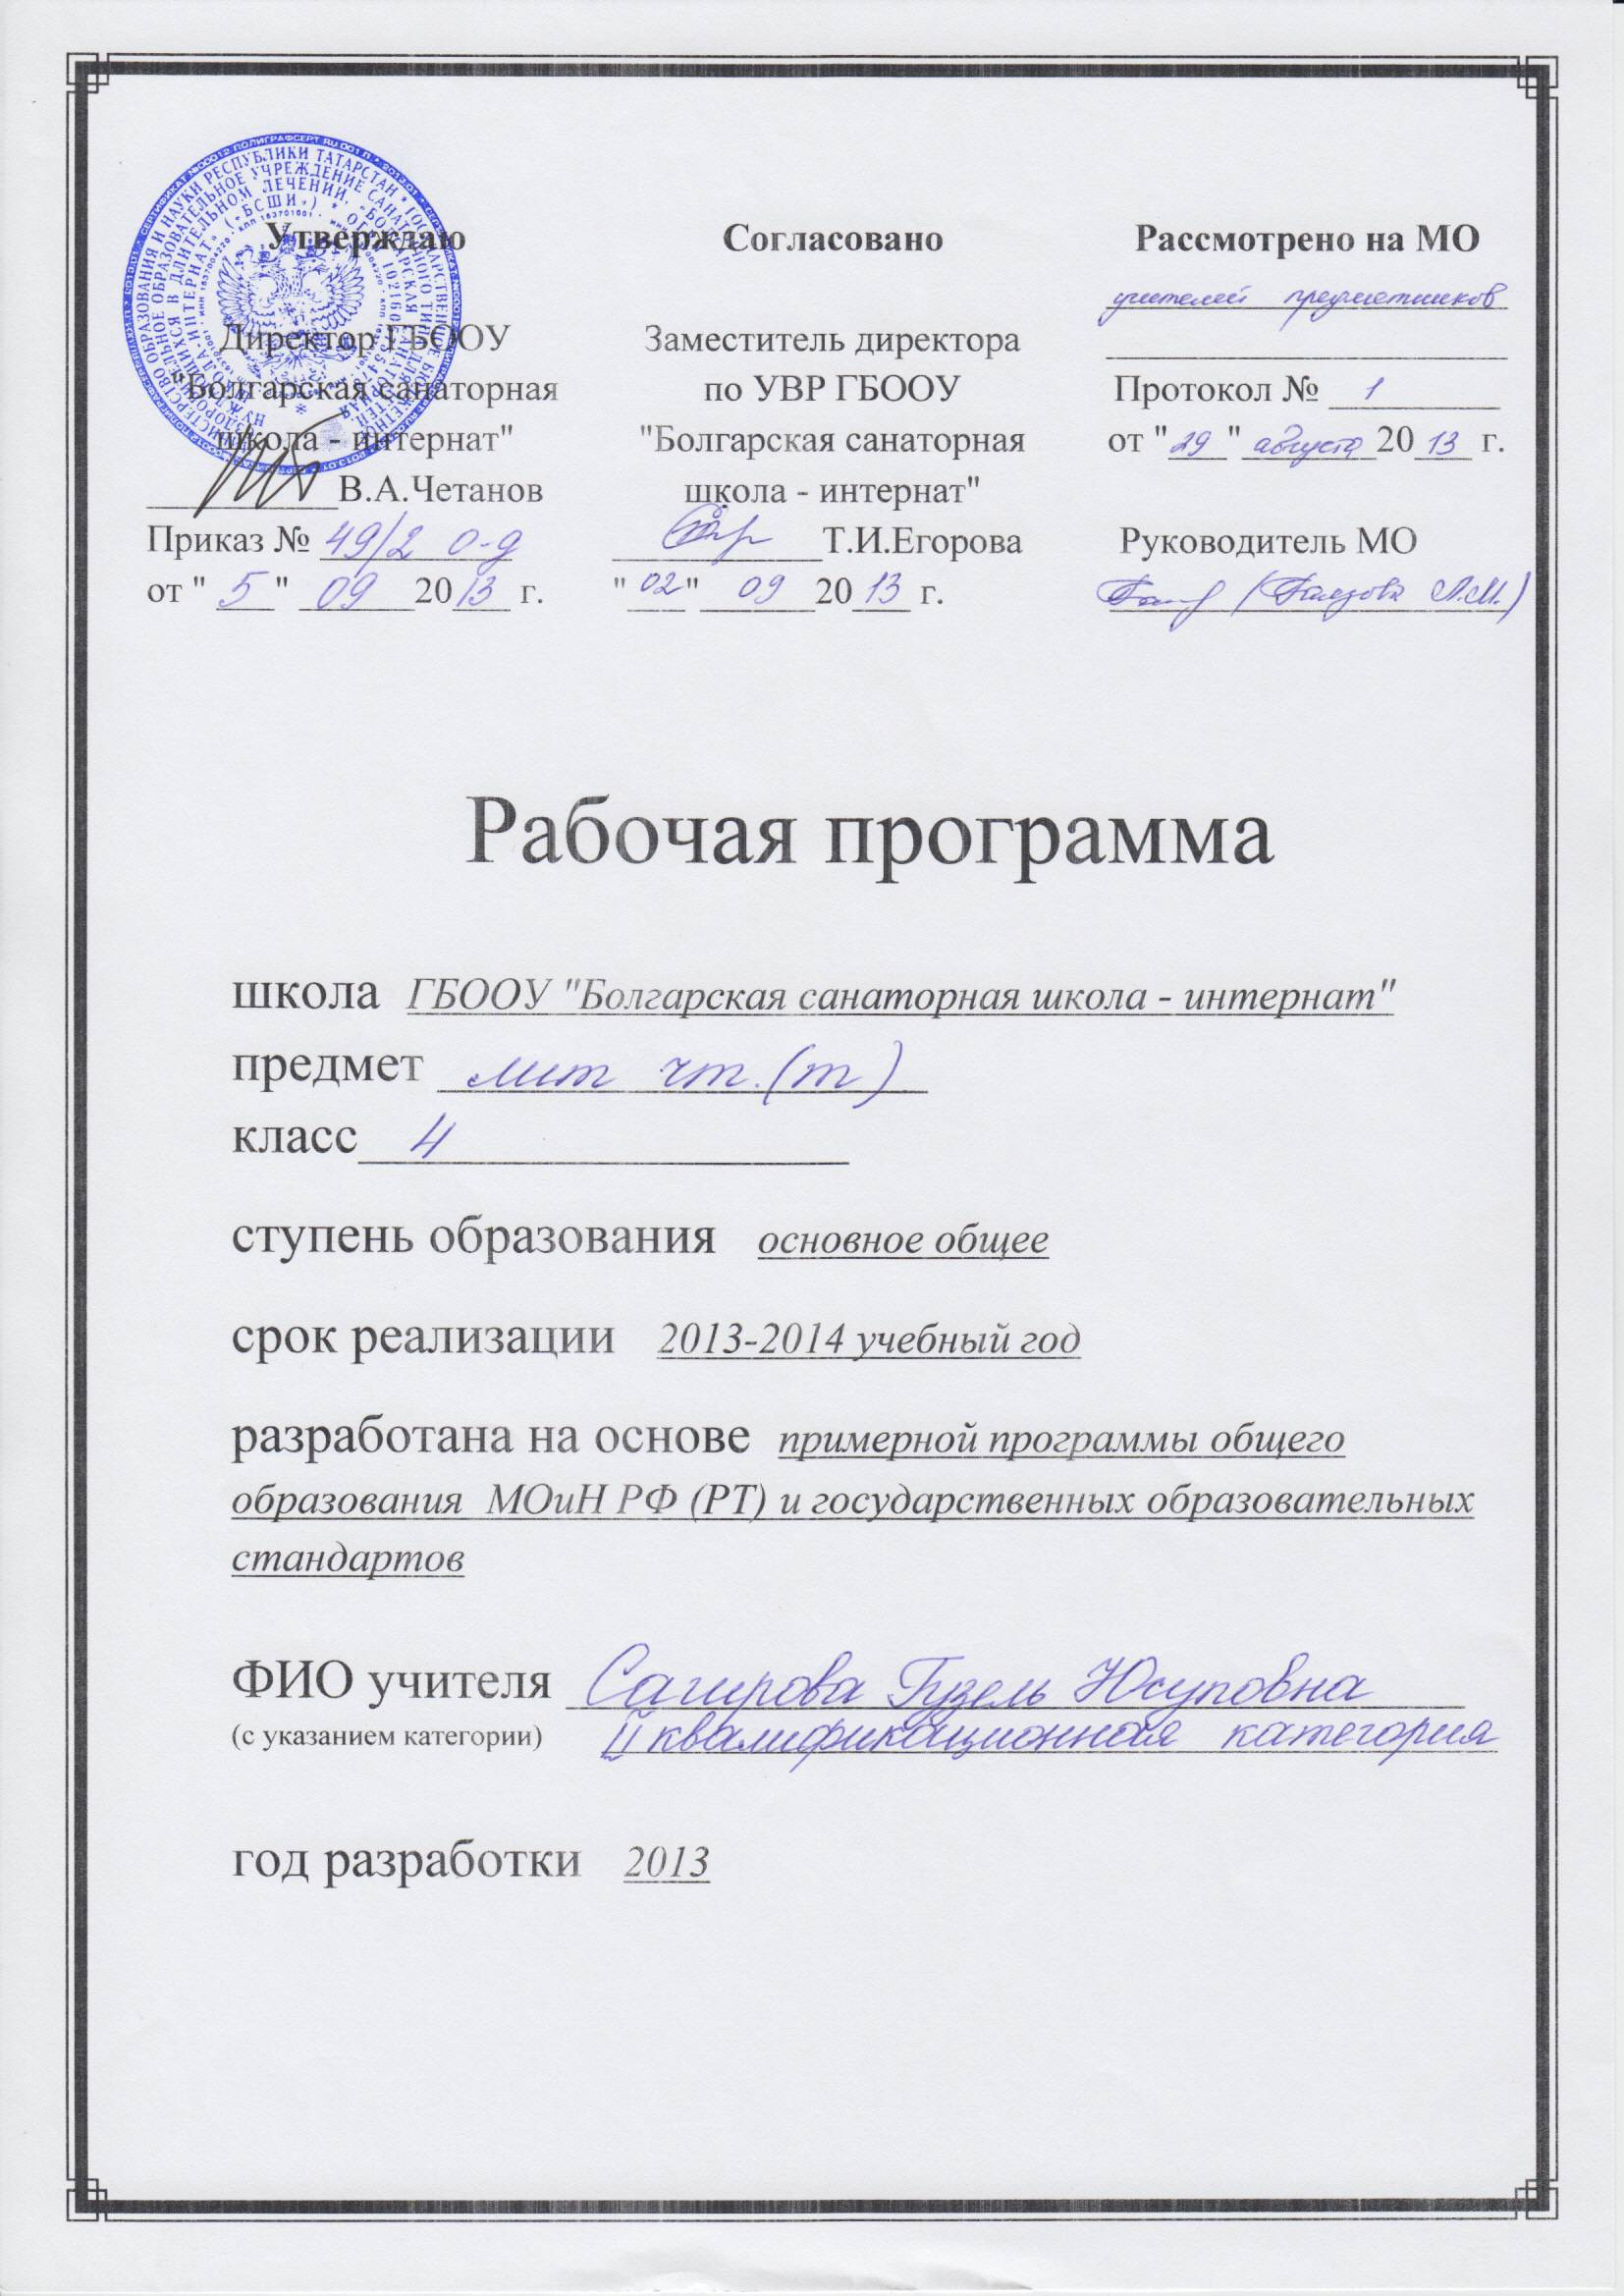 Утверждаю
Директор ГБООУ
"Болгарская санаторная
школа - интернат"
В.А.Четанов
Приказ № 49/2 о-д
от " 5 " 09 2013 г.
Согласовано
Заместитель директора
по УВР ГБООУ
"Болгарская санаторная
школа - интернат"
Т.И.Егорова
" 02 " 09 2013 г.
Рассмотрено на МО
учителей предметников
Протокол № 1
от " 29 " августа 2013 г.
Руководитель МО
Рабочая программа
школа ГБООУ "Болгарская санаторная школа - интернат"
предмет лит чт. (т)
класс 4
ступень образования основное общее
срок реализации 2013-2014 учебный год
разработана на основе примерной программы общего
образования МОиН РФ (РТ) и государственных образовательных
стандартов
ФИО учителя Сагирова Гузель Юсуповна
(с указанием категории) II квалификационная категория
год разработки 2013